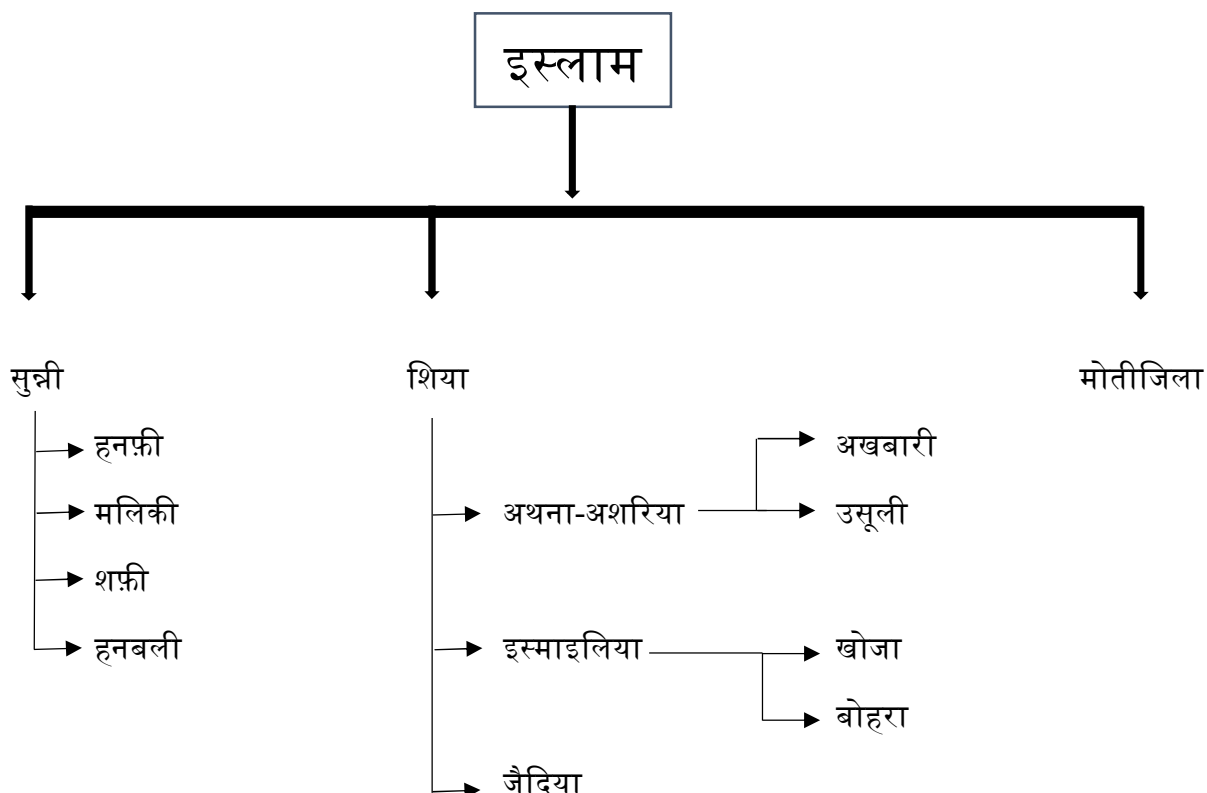 इस्लाम
सुन्नी
शिया
मोतीजिला
हनफ़ी
मलिकी
शफ़ी
हनबली
अथना-अशरिया
अखबारी
उसूली
इस्माइलिया
खोजा
बोहरा
जैदिया